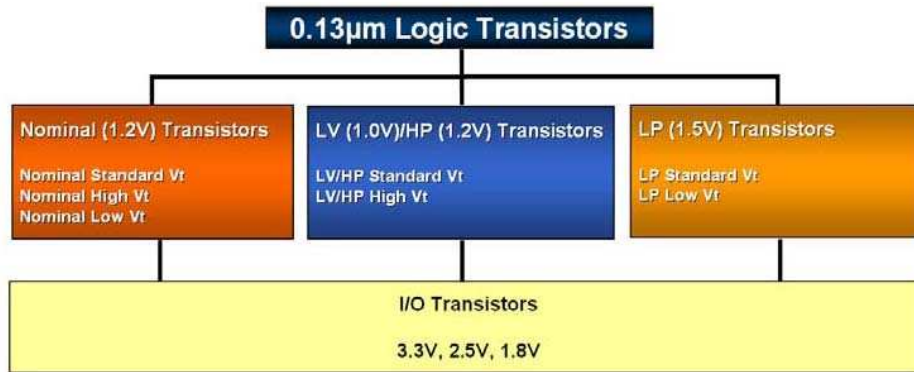 0.13µm Logic Transistors
Nominal (1.2V) Transistors
Nominal Standard Vt
Nominal High Vt
Nominal Low Vt
LV (1.0V)/HP (1.2V) Transistors
LV/HP Standard Vt
LV/HP High Vt
LP (1.5V) Transistors
LP Standard Vt
LP Low Vt
I/O Transistors
3.3V, 2.5V, 1.8V